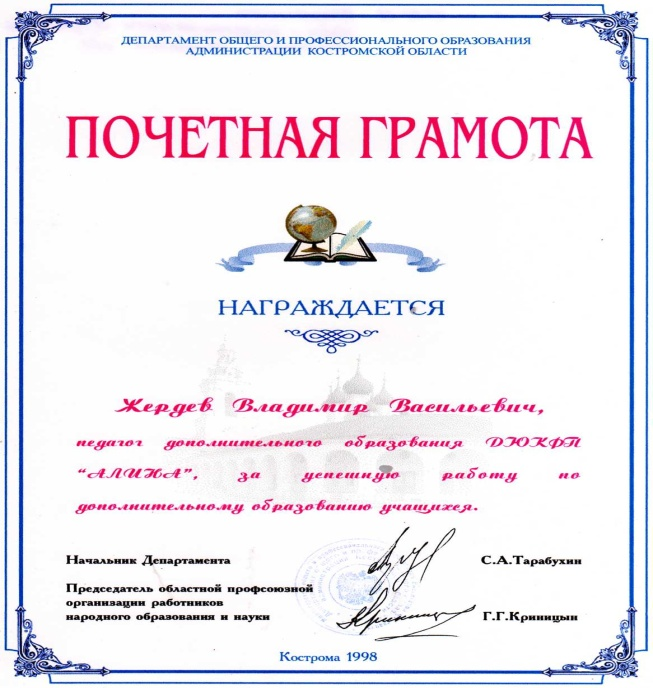 ДЕПАРТАМЕНТ ОБЩЕГО И ПРОФЕССИОНАЛЬНОГО ОБРАЗОВАНИЯ
АДМИНИСТРАЦИИ КОСТРОМСКОЙ ОБЛАСТИ
ПОЧЕТНАЯ ГРАМОТА
НАГРАЖДАЕТСЯ
Жердев Владимир Васильевич,
педагог дополнительного образования ДЮКФП
“АЛИНА”, за успешную работу по
дополнительному образованию учащихся.
Начальник Департамента
С.А.Тарабухин
Председатель областной профсоюзной
организации работников
народного образования и науки
Г.Г.Криницын
Кострома 1998